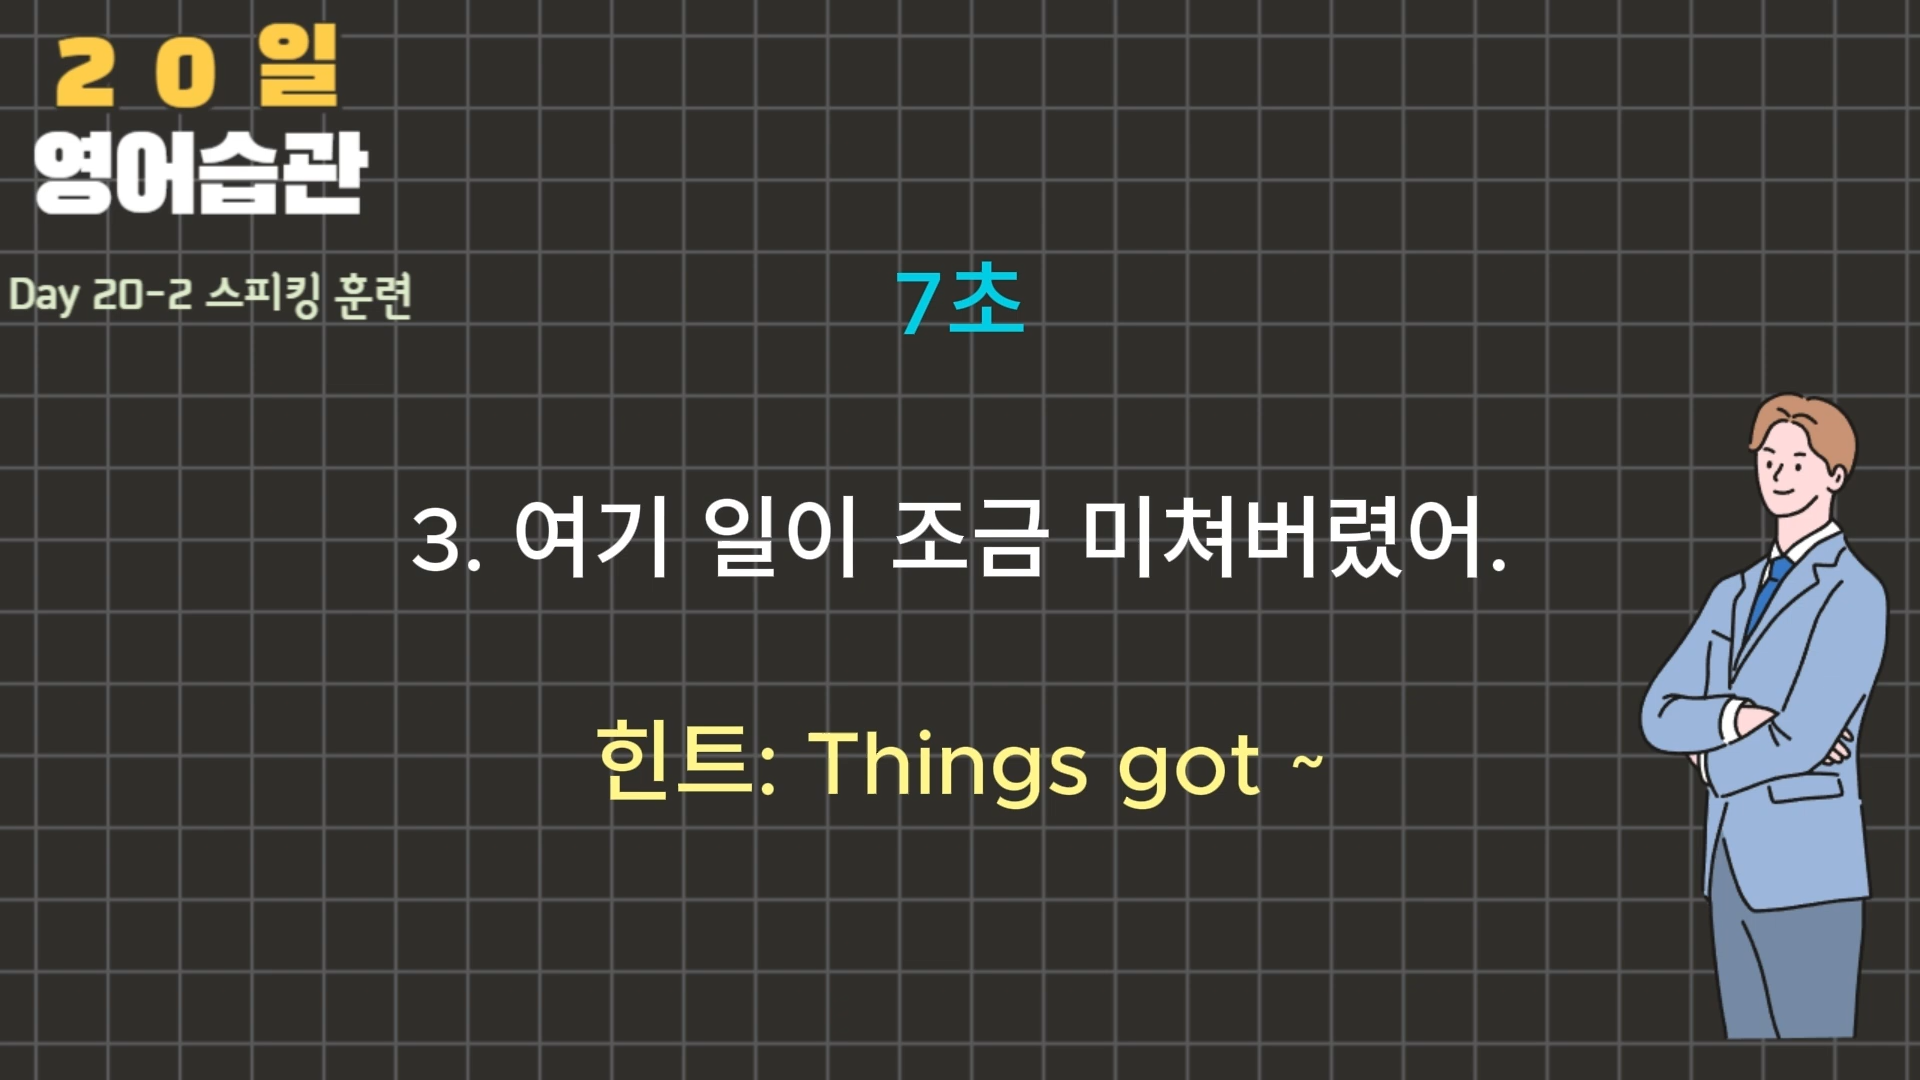 20일
영어습관
Day 20-2 스피킹 훈련
7초
3. 여기 일이 조금 미쳐버렸어.
힌트: Things got ~